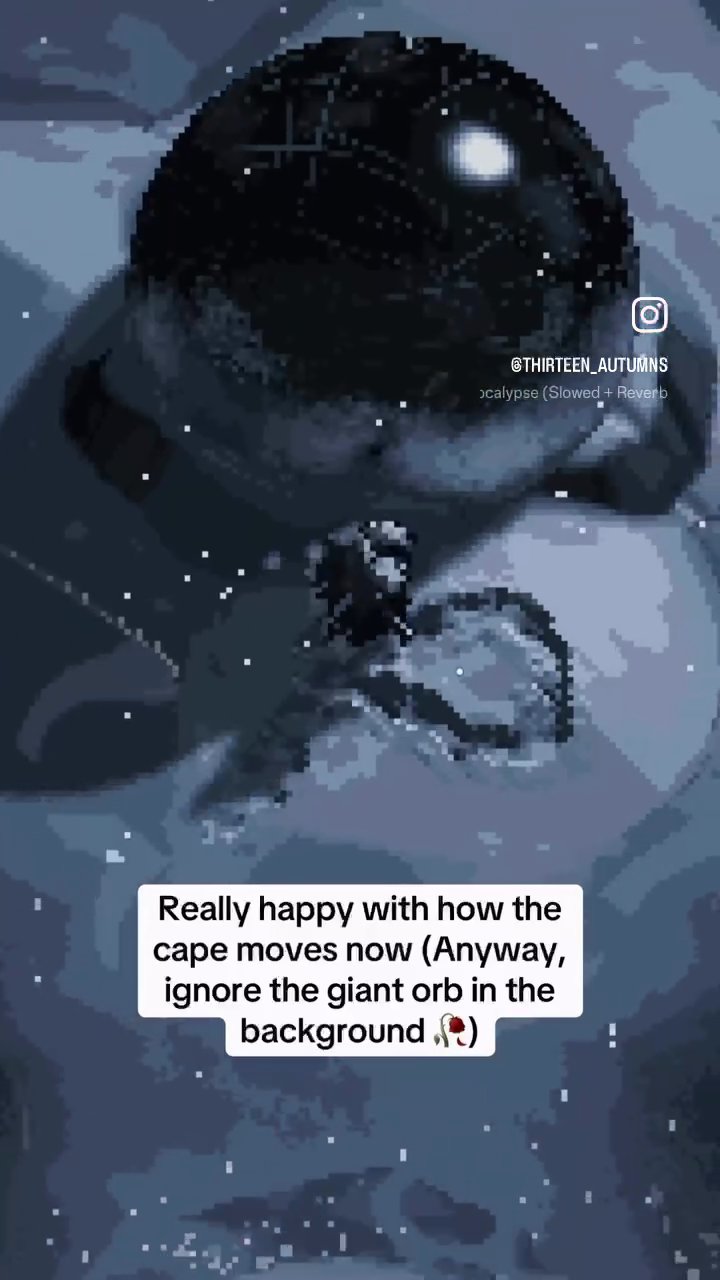 @THIRTEEN_AUTUMNS
ocalypse (Slowed + Reverb
Really happy with how the
cape moves now (Anyway,
ignore the giant orb in the
background 🥀)